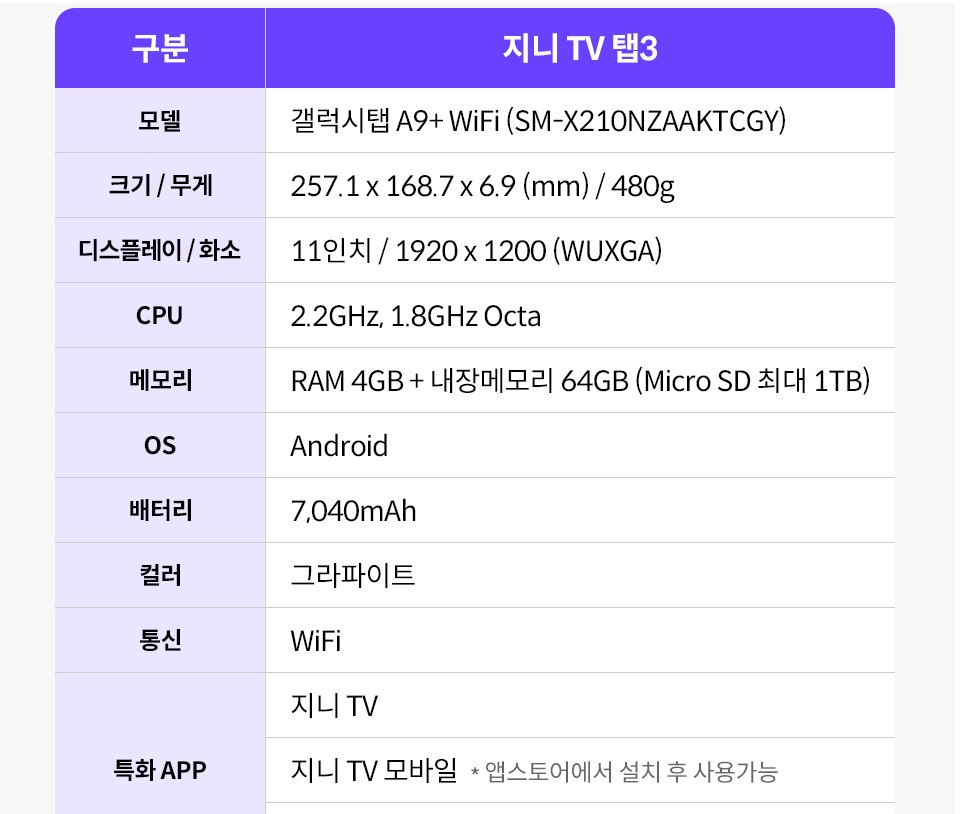 구분 지니 TV 탭3
모델 갤럭시탭 A9+ WiFi (SM-X210NZAAKTCGY)
크기 / 무게 257.1 x 168.7 x 6.9 (mm) / 480g
디스플레이 / 화소 11인치 / 1920 x 1200 (WUXGA)
CPU 2.2GHz, 1.8GHz Octa
메모리 RAM 4GB + 내장메모리 64GB (Micro SD 최대 1TB)
OS Android
배터리 7,040mAh
컬러 그라파이트
통신 WiFi
지니 TV
특화 APP 지니 TV 모바일 * 앱스토어에서 설치 후 사용가능